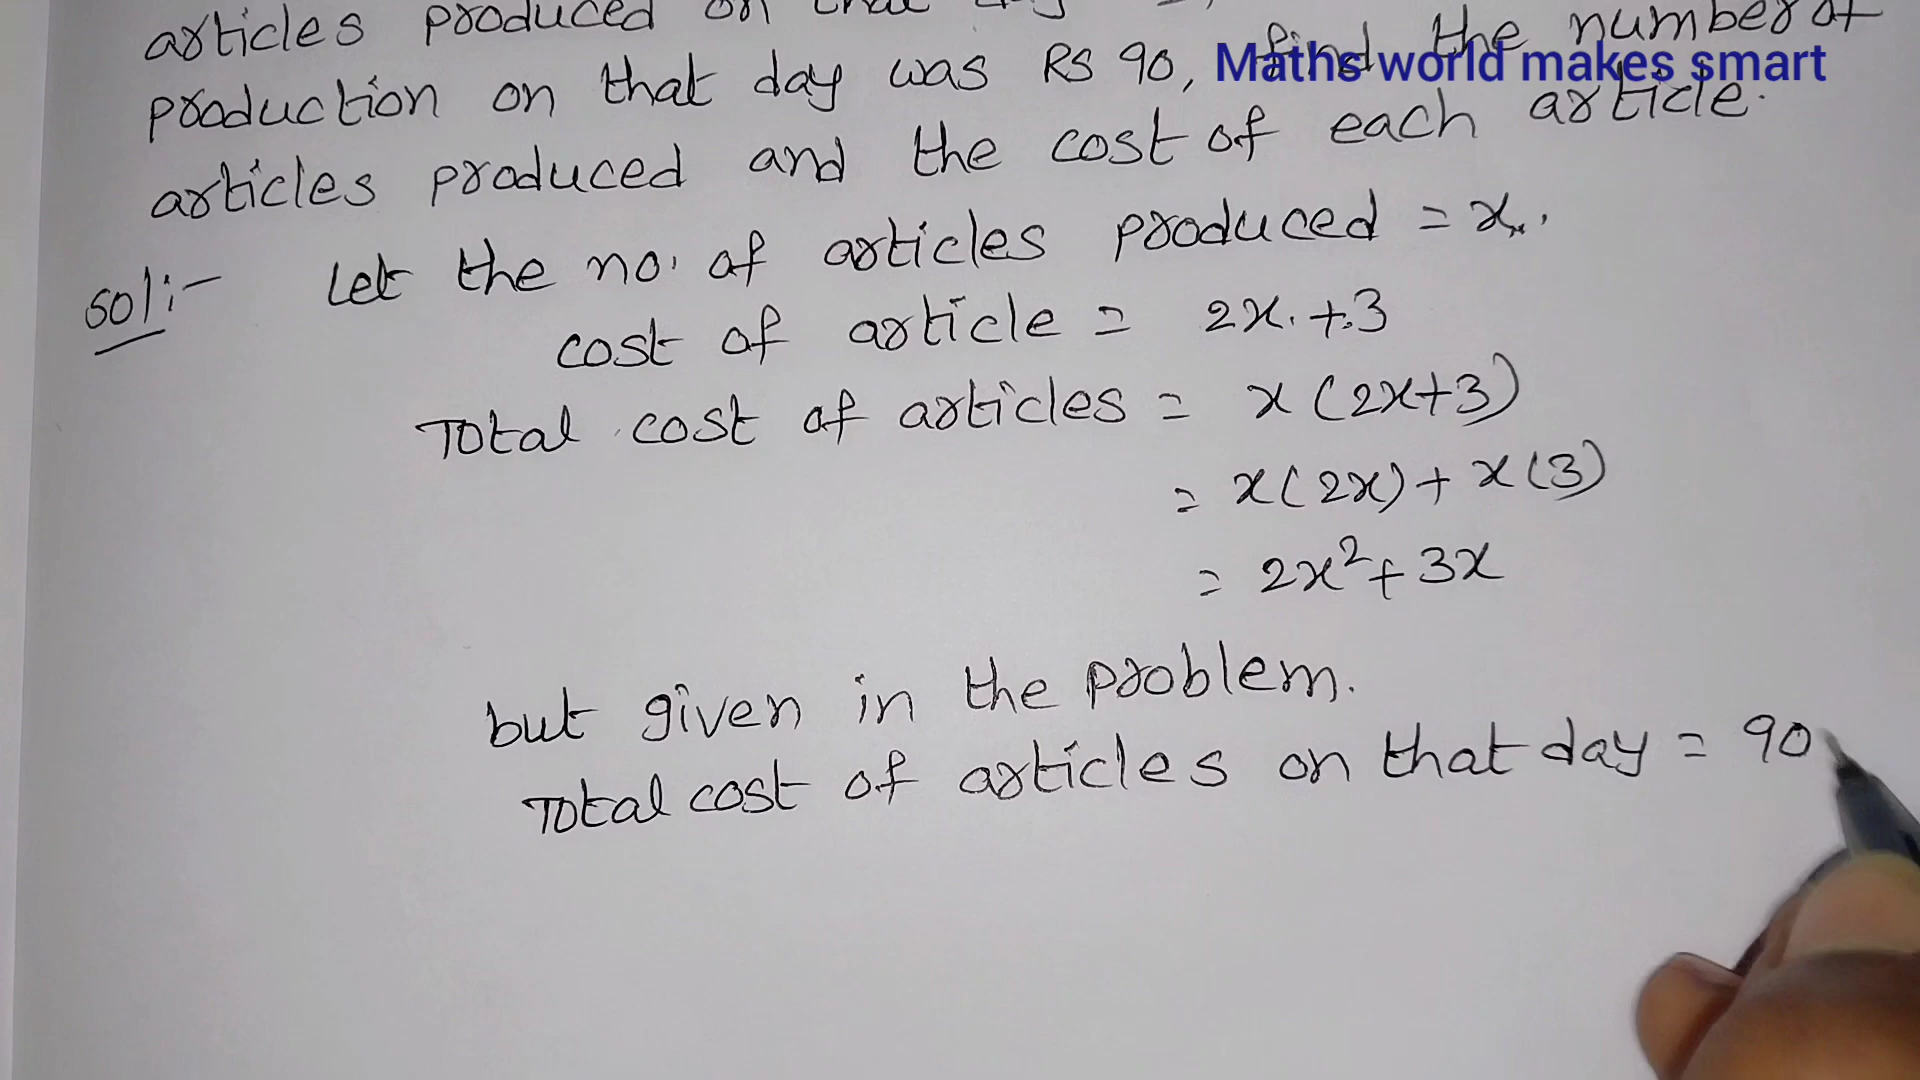 articles produced on that day
production on that day was RS 90, find the number of
Maths world makes smart
articles produced and the cost of each article.
sol:- Let the no. of articles produced = x.
cost of article = 2x + 3
Total cost of articles = x (2x+3)
= x(2x) + x(3)
= 2x² + 3x
but given in the problem.
Total cost of articles on that day = 90